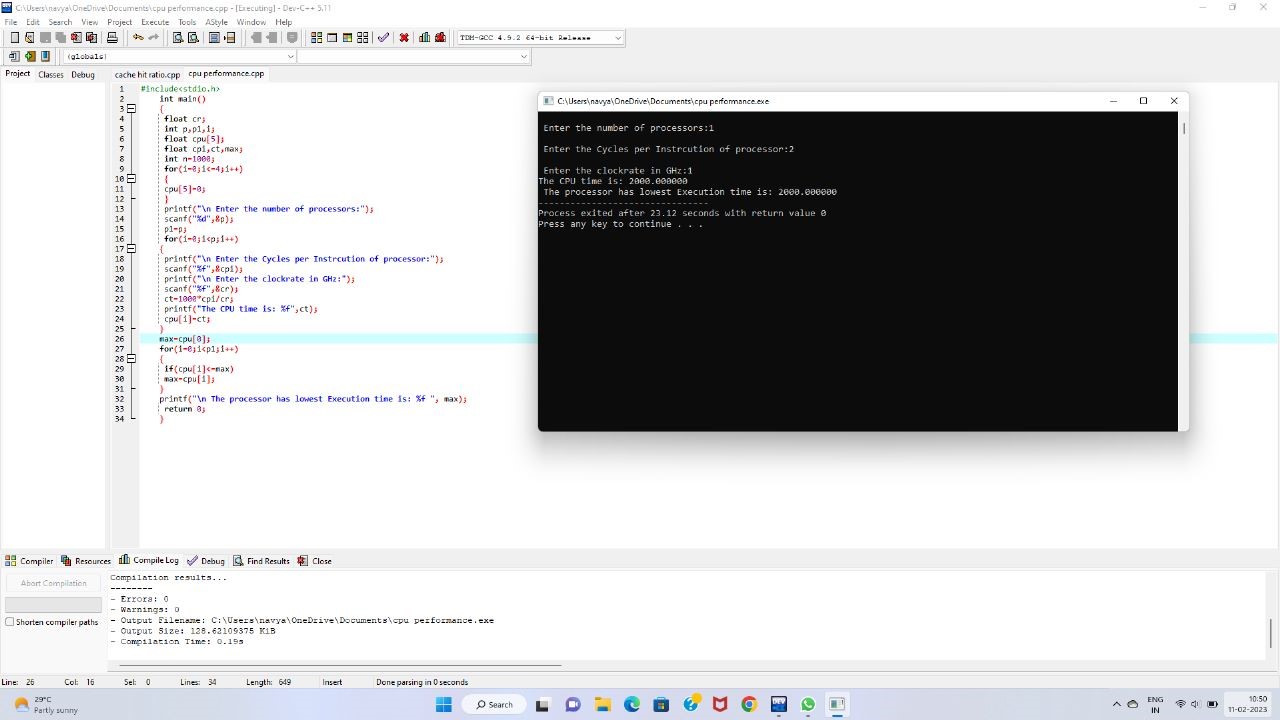 C:\Users\navya\OneDrive\Documents\cpu performance.cpp - [Executing] - Dev-C++ 5.11
File Edit Search View Project Execute Tools AStyle Window Help
TDM-GCC 4.9.2 64-bit Release
(globals)
Project Classes Debug cache hit ratio.cpp cpu performance.cpp
1 #include<stdio.h>
2 int main()
3 {
4 float cr;
5 int p,p1,i;
6 float cpu[5];
7 float cpi,ct,max;
8 int n=1000;
9 for(i=0;i<=4;i++)
10 {
11 cpu[5]=0;
12 }
13 printf("\n Enter the number of processors:");
14 scanf("%d",&p);
15 p1=p;
16 for(i=0;i<p;i++)
17 {
18 printf("\n Enter the Cycles per Instrcution of processor:");
19 scanf("%f",&cpi);
20 printf("\n Enter the clockrate in GHz:");
21 scanf("%f",&cr);
22 ct=1000*cpi/cr;
23 printf("The CPU time is: %f",ct);
24 cpu[i]=ct;
25 }
26 max=cpu[0];
27 for(i=0;i<p1;i++)
28 {
29 if(cpu[i]<=max)
30 max=cpu[i];
31 }
32 printf("\n The processor has lowest Execution time is: %f ", max);
33 return 0;
34 }
C:\Users\navya\OneDrive\Documents\cpu performance.exe
Enter the number of processors:1
Enter the Cycles per Instrcution of processor:2
Enter the clockrate in GHz:1
The CPU time is: 2000.000000
The processor has lowest Execution time is: 2000.000000
--------------------------------
Process exited after 23.12 seconds with return value 0
Press any key to continue . . .
Compiler Resources Compile Log Debug Find Results Close
Abort Compilation
Shorten compiler paths
Compilation results...
--------
- Errors: 0
- Warnings: 0
- Output Filename: C:\Users\navya\OneDrive\Documents\cpu performance.exe
- Output Size: 128.62109375 KiB
- Compilation Time: 0.19s
Line: 26 Col: 16 Sel: 0 Lines: 34 Length: 649 Insert Done parsing in 0 seconds
29°C
Partly sunny
Search
DEV
ENG
IN
10:50
11-02-2023